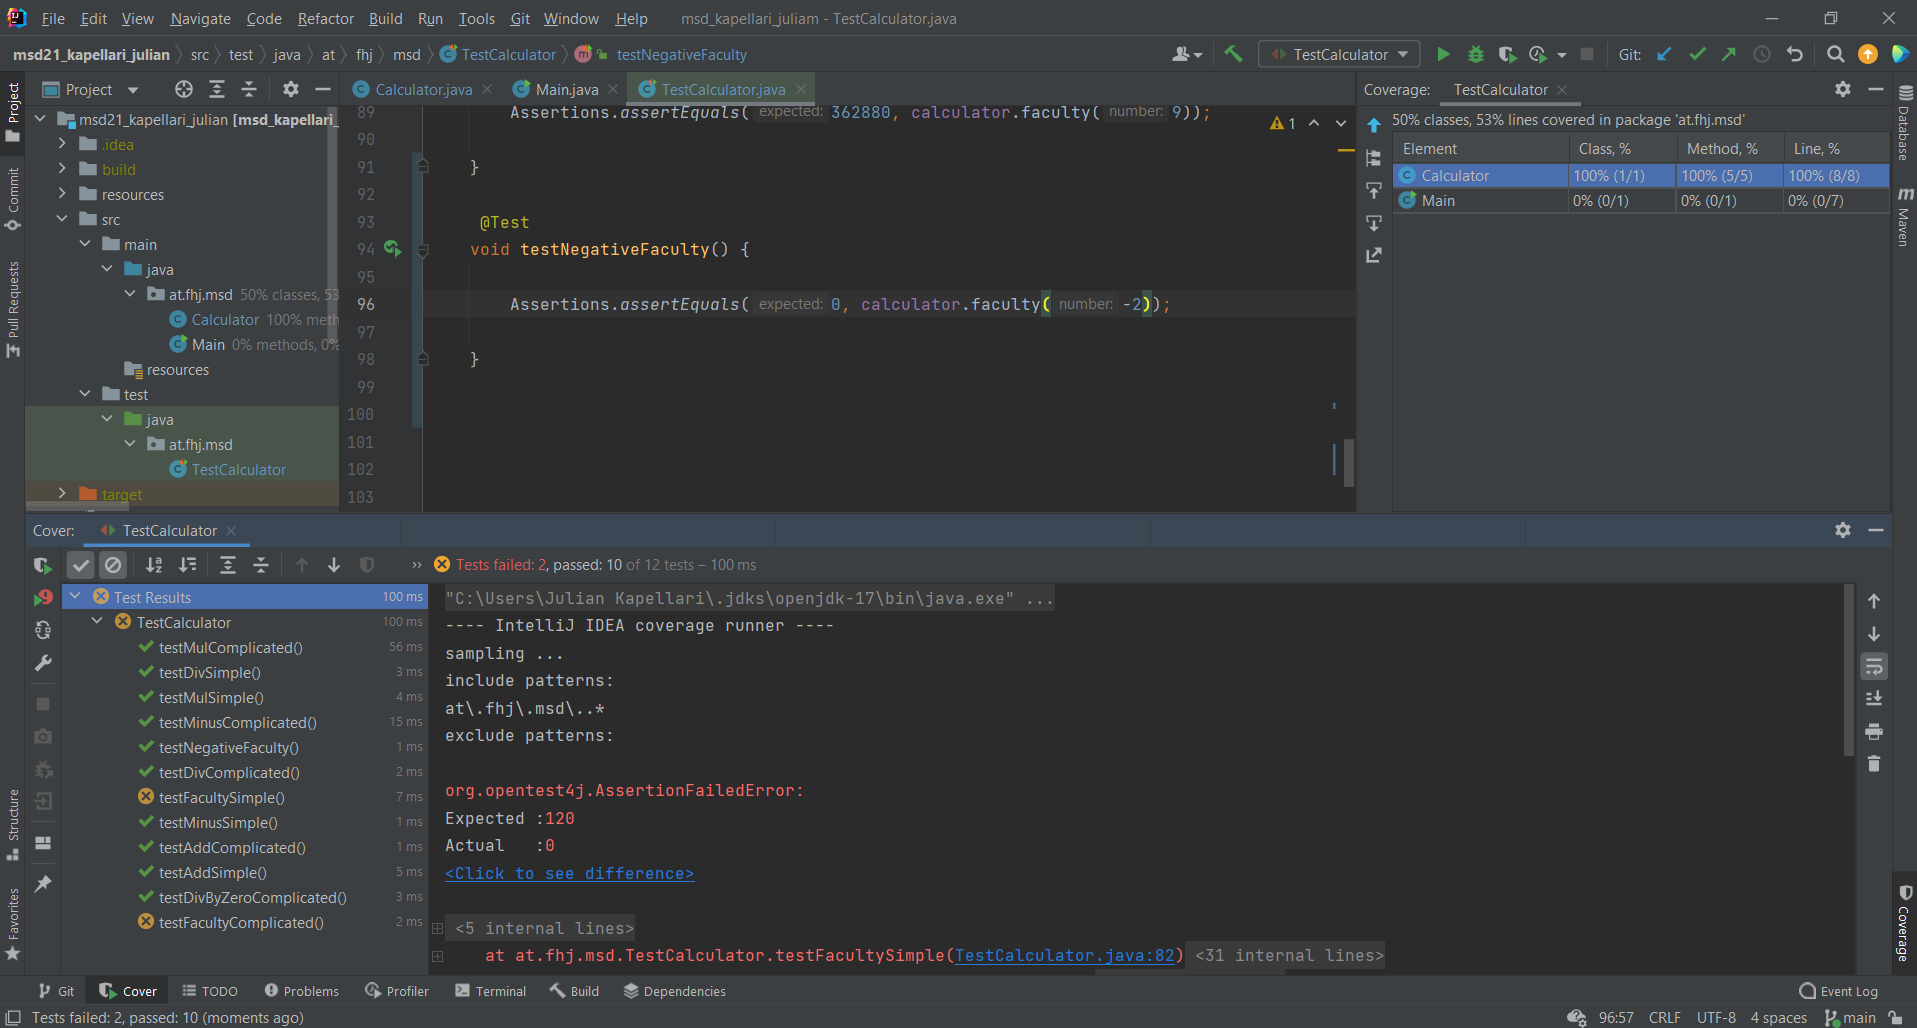 File Edit View Navigate Code Refactor Build Run Tools Git Window Help msd_kapellari_juliam - TestCalculator.java
msd21_kapellari_julian src test java at fhj msd TestCalculator m testNegativeFaculty TestCalculator Git:
Project Calculator.java Main.java TestCalculator.java Coverage: TestCalculator
Project
Commit
Pull Requests
Structure
Favorites
msd21_kapellari_julian [msd_kapellari_
.idea
build
resources
src
main
java
at.fhj.msd 50% classes, 53
Calculator 100% meth
Main 0% methods, 0%
resources
test
java
at.fhj.msd
TestCalculator
target
89 Assertions.assertEquals( expected: 362880, calculator.faculty( number: 9));
90
91 }
92
93 @Test
94 void testNegativeFaculty() {
95
96 Assertions.assertEquals( expected: 0, calculator.faculty( number: -2));
97
98 }
99
100
101
102
103
1
50% classes, 53% lines covered in package 'at.fhj.msd'
Element Class, % Method, % Line, %
Calculator 100% (1/1) 100% (5/5) 100% (8/8)
Main 0% (0/1) 0% (0/1) 0% (0/7)
Database
m Maven
Coverage
Cover: TestCalculator
Tests failed: 2, passed: 10 of 12 tests – 100 ms
Test Results 100 ms
TestCalculator 100 ms
testMulComplicated() 56 ms
testDivSimple() 3 ms
testMulSimple() 4 ms
testMinusComplicated() 15 ms
testNegativeFaculty() 1 ms
testDivComplicated() 2 ms
testFacultySimple() 7 ms
testMinusSimple() 1 ms
testAddComplicated() 1 ms
testAddSimple() 5 ms
testDivByZeroComplicated() 3 ms
testFacultyComplicated() 2 ms
"C:\Users\Julian Kapellari\.jdks\openjdk-17\bin\java.exe" ...
---- IntelliJ IDEA coverage runner ----
sampling ...
include patterns:
at\.fhj\.msd\..*
exclude patterns:
org.opentest4j.AssertionFailedError:
Expected :120
Actual   :0
<Click to see difference>
<5 internal lines>
at at.fhj.msd.TestCalculator.testFacultySimple(TestCalculator.java:82) <31 internal lines>
Git Cover TODO Problems Profiler Terminal Build Dependencies Event Log
Tests failed: 2, passed: 10 (moments ago) 96:57 CRLF UTF-8 4 spaces main